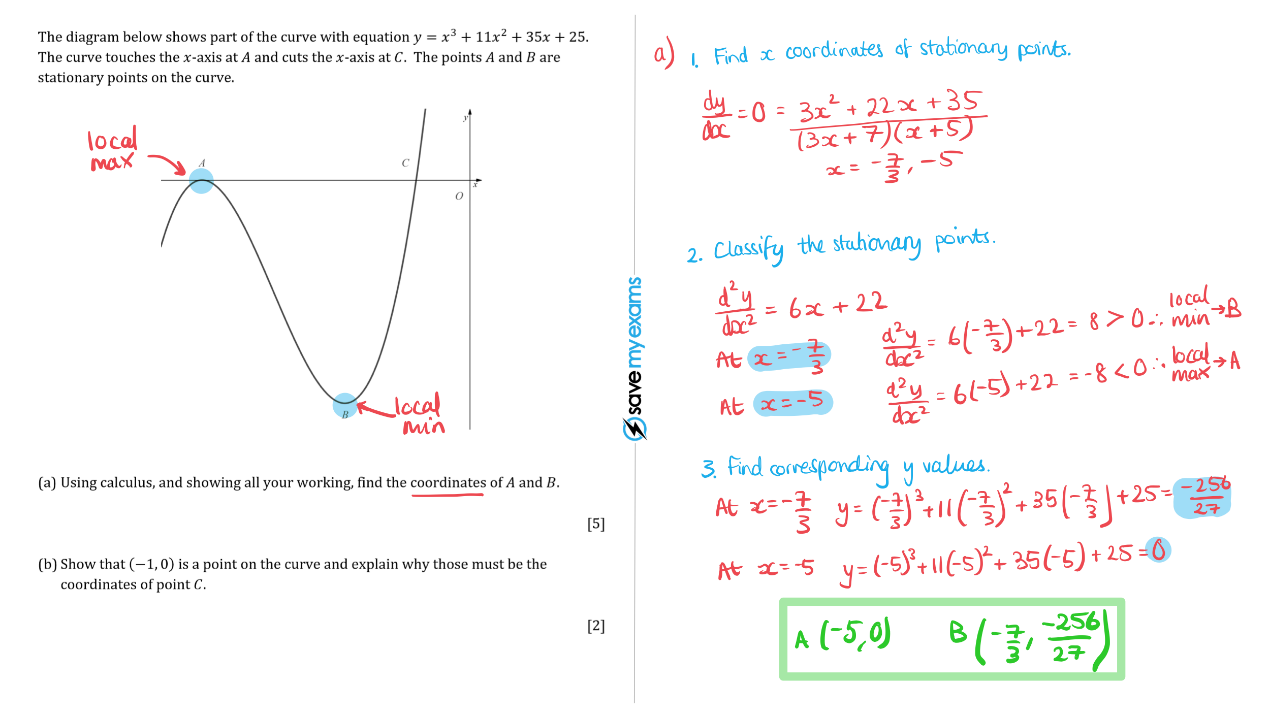 The diagram below shows part of the curve with equation y = x³ + 11x² + 35x + 25.
The curve touches the x-axis at A and cuts the x-axis at C. The points A and B are
stationary points on the curve.
local
max
A
C
y
x
O
B
local
min
(a) Using calculus, and showing all your working, find the coordinates of A and B.
[5]
(b) Show that (−1, 0) is a point on the curve and explain why those must be the
coordinates of point C.
[2]
savemyexams
a) 1. Find x coordinates of stationary points.
dy/dx = 0 = 3x² + 22x + 35
(3x + 7)(x + 5)
x = -7/3, -5
2. Classify the stationary points.
d²y/dx² = 6x + 22
At x = -7/3 d²y/dx² = 6(-7/3) + 22 = 8 > 0 ∴ local min → B
At x = -5 d²y/dx² = 6(-5) + 22 = -8 < 0 ∴ local max → A
3. Find corresponding y values.
At x = -7/3 y = (-7/3)³ + 11(-7/3)² + 35(-7/3) + 25 = -256/27
At x = -5 y = (-5)³ + 11(-5)² + 35(-5) + 25 = 0
A (-5, 0) B (-7/3, -256/27)